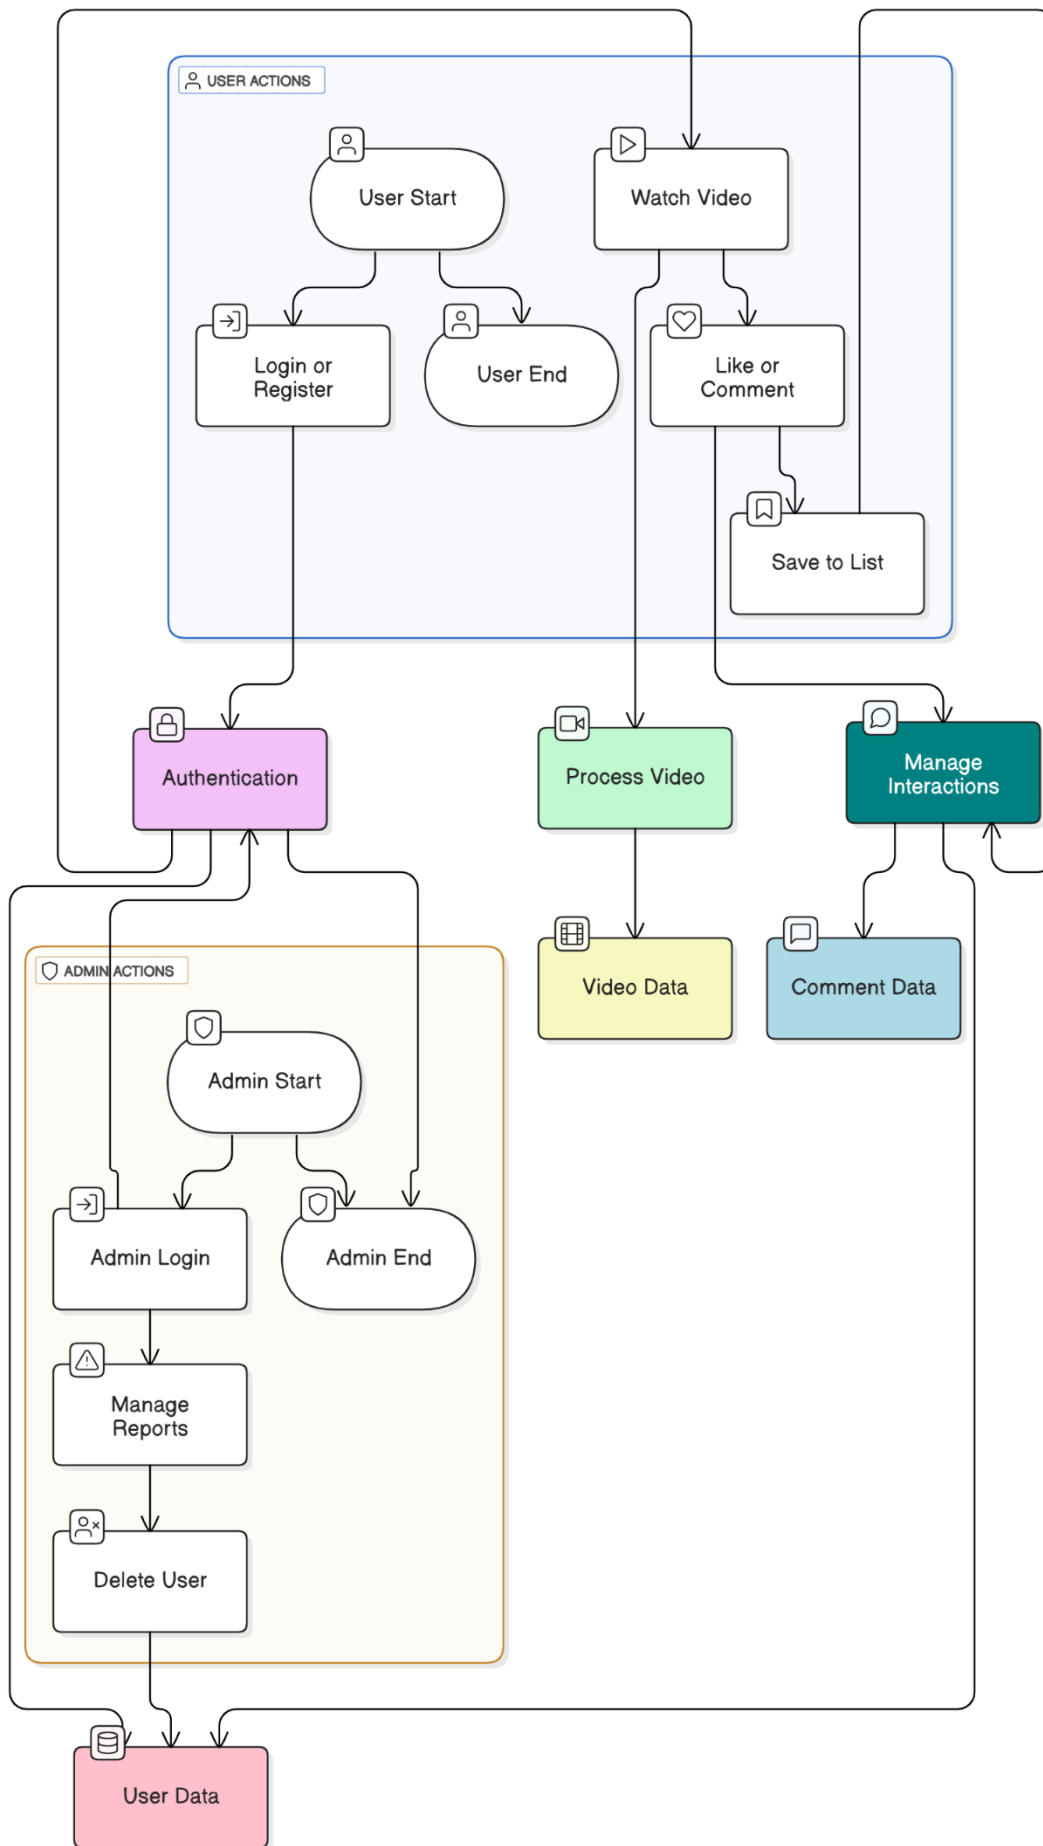 USER ACTIONS
User Start
Watch Video
Login or
Register
User End
Like or
Comment
Save to List
Authentication
Process Video
Manage
Interactions
Video Data
Comment Data
ADMIN ACTIONS
Admin Start
Admin Login
Admin End
Manage
Reports
Delete User
User Data